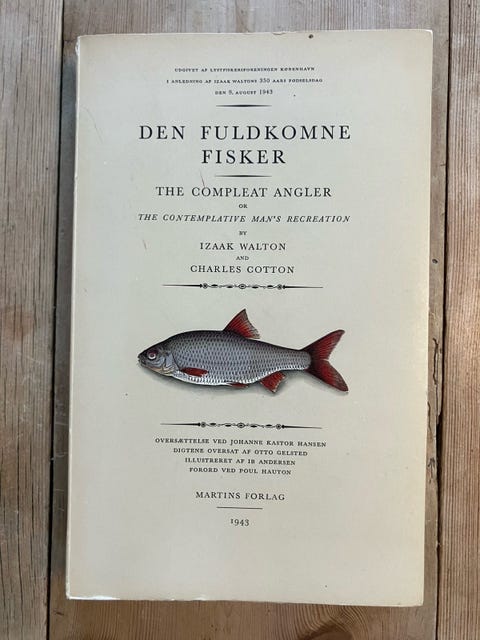 UDGIVET AF LYSTFISKERIFORENINGEN KØBENHAVN
I ANLEDNING AF IZAAK WALTONS 350 AARS FØDSELSDAG
DEN 9. AUGUST 1943
DEN FULDKOMNE
FISKER
THE COMPLEAT ANGLER
OR
THE CONTEMPLATIVE MAN'S RECREATION
BY
IZAAK WALTON
AND
CHARLES COTTON
OVERSÆTTELSE VED JOHANNE KASTOR HANSEN
DIGTENE OVERSAT AF OTTO GELSTED
ILLUSTRERET AF IB ANDERSEN
FORORD VED POUL HAUTON
MARTINS FORLAG
1943